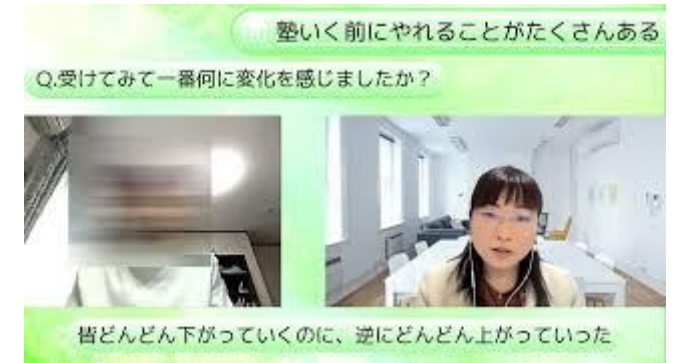 塾いく前にやれることがたくさんある
Q.受けてみて一番何に変化を感じましたか？
皆どんどん下がっていくのに、逆にどんどん上がっていった